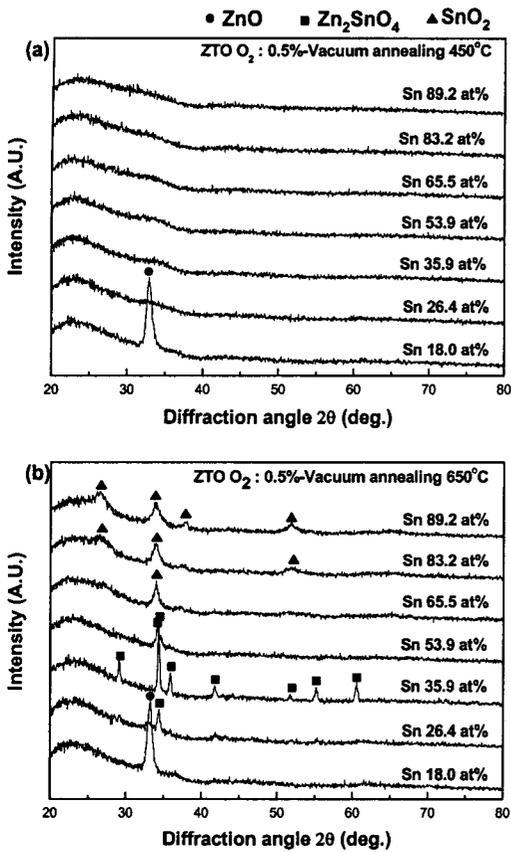 ● ZnO ■ Zn₂SnO₄ ▲ SnO₂
(a) ZTO O₂ : 0.5%-Vacuum annealing 450°C
Sn 89.2 at%
Sn 83.2 at%
Sn 65.5 at%
Sn 53.9 at%
Sn 35.9 at%
Sn 26.4 at%
Sn 18.0 at%
Intensity (A.U.)
20 30 40 50 60 70 80
Diffraction angle 2θ (deg.)
(b) ZTO O₂ : 0.5%-Vacuum annealing 650°C
Sn 89.2 at%
Sn 83.2 at%
Sn 65.5 at%
Sn 53.9 at%
Sn 35.9 at%
Sn 26.4 at%
Sn 18.0 at%
Intensity (A.U.)
20 30 40 50 60 70 80
Diffraction angle 2θ (deg.)